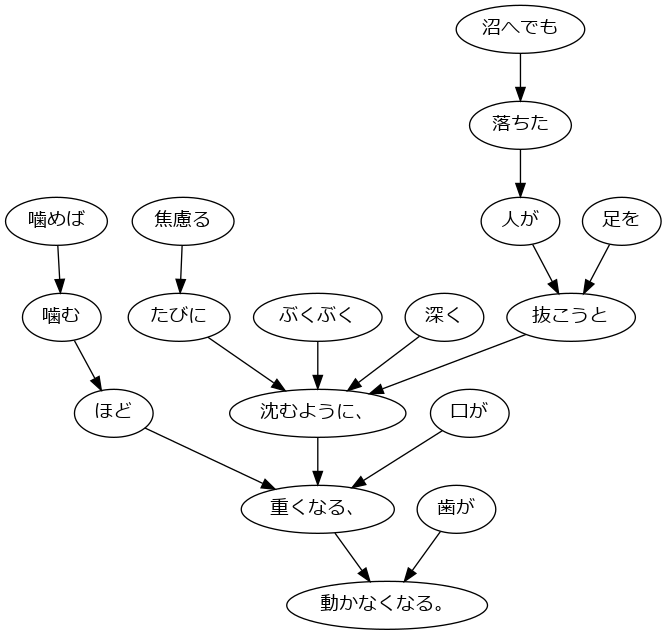 沼へでも
落ちた
人が
足を
噛めば
焦慮る
噛む
たびに
ぶくぶく
深く
抜こうと
ほど
沈むように、
口が
重くなる、
歯が
動かなくなる。